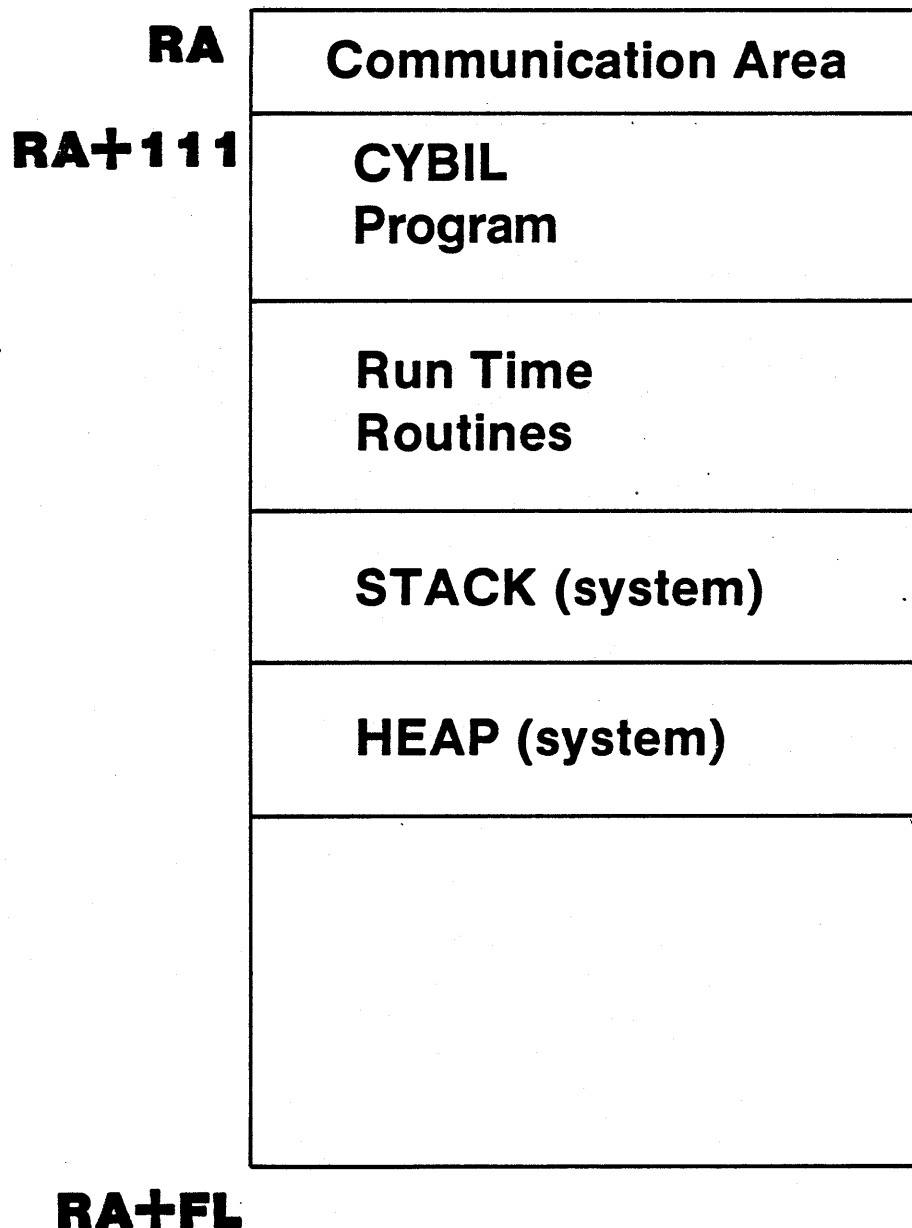 RA
Communication Area
RA+111
CYBIL
Program
Run Time
Routines
STACK (system)
HEAP (system)
RA+FL